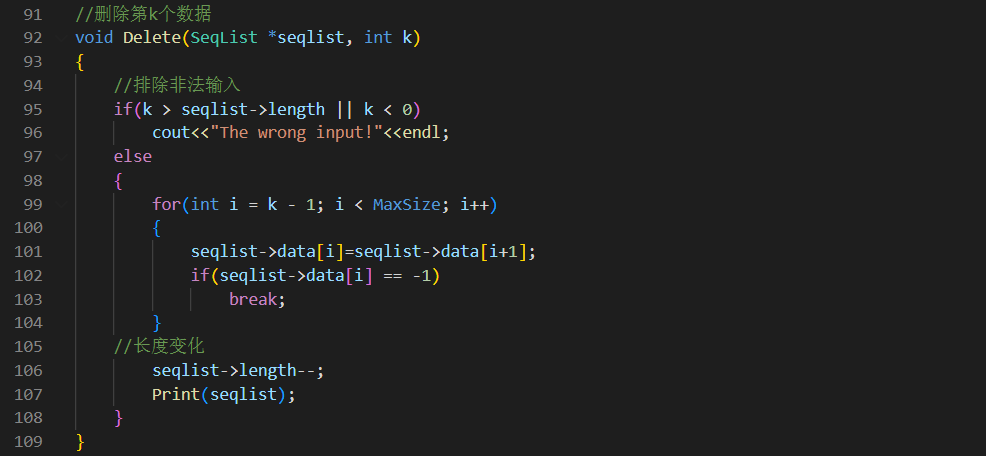 91 //删除第k个数据
92 void Delete(SeqList *seqlist, int k)
93 {
94     //排除非法输入
95     if(k > seqlist->length || k < 0)
96         cout<<"The wrong input!"<<endl;
97     else
98     {
99         for(int i = k - 1; i < MaxSize; i++)
100         {
101             seqlist->data[i]=seqlist->data[i+1];
102             if(seqlist->data[i] == -1)
103                 break;
104         }
105     //长度变化
106         seqlist->length--;
107         Print(seqlist);
108     }
109 }